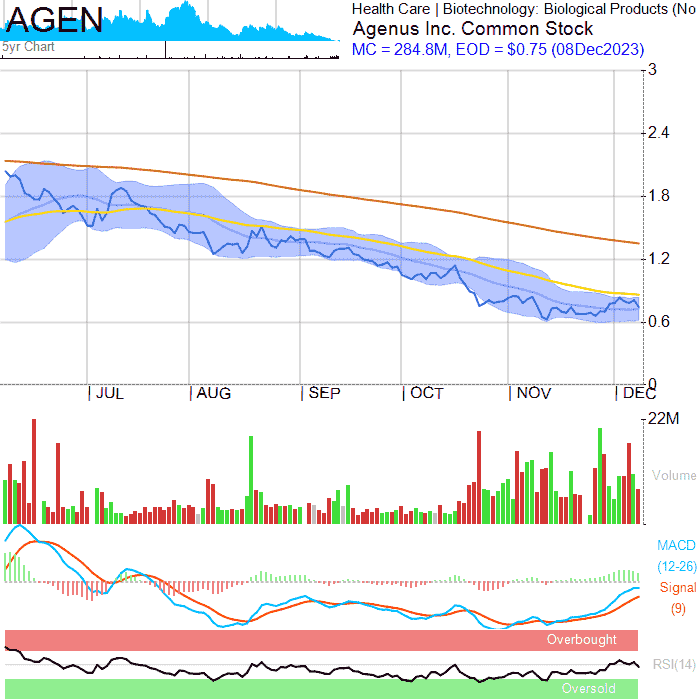 AGEN
5yr Chart
Health Care | Biotechnology: Biological Products (No
Agenus Inc. Common Stock
MC = 284.8M, EOD = $0.75 (08Dec2023)
3
2.4
1.8
1.2
0.6
0
JUL AUG SEP OCT NOV DEC
22M
Volume
MACD
(12-26)
Signal
(9)
Overbought
RSI(14)
Oversold